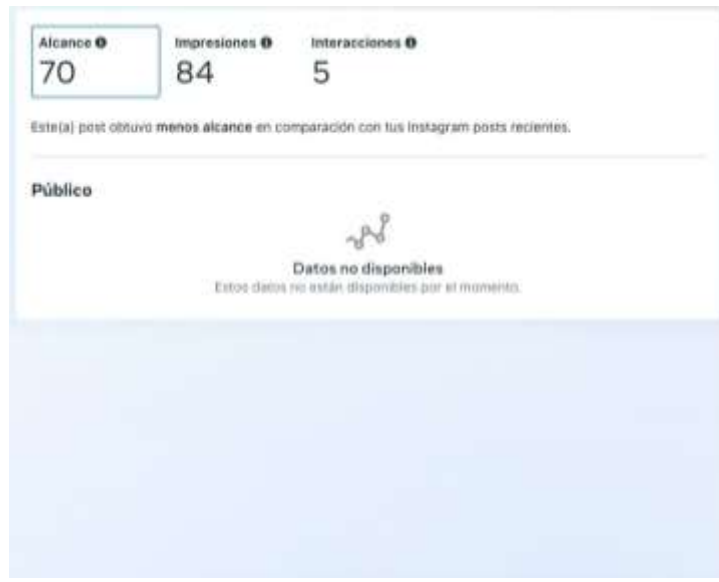 Alcance
Impresiones
Interacciones
70
84
5
Este(a) post obtuvo menos alcance en comparación con tus Instagram posts recientes.
Público
Datos no disponibles
Estos datos no están disponibles por el momento.